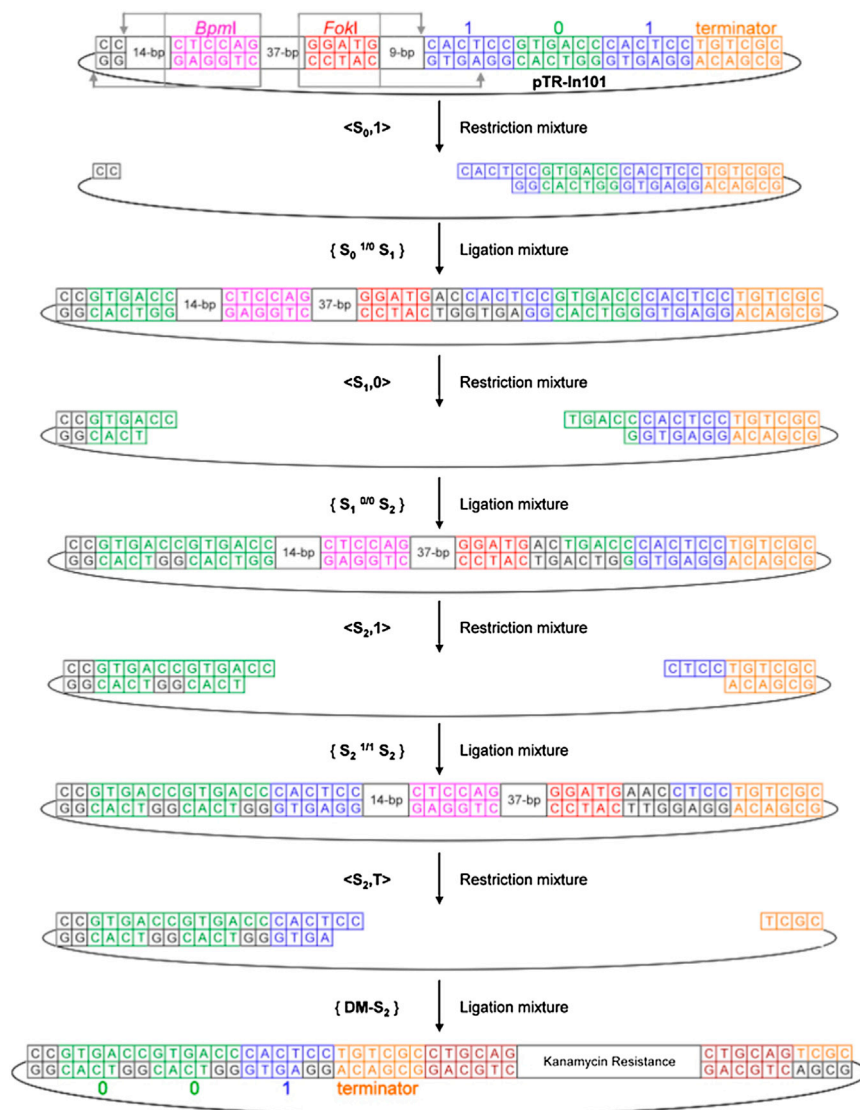 BpmI FokI 1 0 1 terminator
CC 14-bp CTCCAG 37-bp GGATG 9-bp CACTCCGTGACCCACTCCTGTCGC
GG GAGGTC CCTAC GTGAGGCACTGGGTGAGGACAGCG
pTR-In101
<S0,1> Restriction mixture
CC CACTCCGTGACCCACTCCTGTCGC
GGCACTGGGTGAGGACAGCG
{ S0 1/0 S1 } Ligation mixture
CCGTGACC 14-bp CTCCAG 37-bp GGATGACCACTCCGTGACCCACTCCTGTCGC
GGCACTGG GAGGTC CCTACTGGTGAGGCACTGGGTGAGGACAGCG
<S1,0> Restriction mixture
CCGTGACC TGACCCACTCCTGTCGC
GGCACT GGTGAGGACAGCG
{ S1 0/0 S2 } Ligation mixture
CCGTGACCGTGACC 14-bp CTCCAG 37-bp GGATGACTGACCCACTCCTGTCGC
GGCACTGGCACTGG GAGGTC CCTACTGACTGGGTGAGGACAGCG
<S2,1> Restriction mixture
CCGTGACCGTGACC CTCCTGTCGC
GGCACTGGCACT ACAGCG
{ S2 1/1 S2 } Ligation mixture
CCGTGACCGTGACCCACTCC 14-bp CTCCAG 37-bp GGATGAACCTCCTGTCGC
GGCACTGGCACTGGGTGAGG GAGGTC CCTACTTGGAGGACAGCG
<S2,T> Restriction mixture
CCGTGACCGTGACCCACTCC TCGC
GGCACTGGCACTGGGTGA
{ DM-S2 } Ligation mixture
CCGTGACCGTGACCCACTCCTGTCGCCTGCAG Kanamycin Resistance CTGCAGTCGC
GGCACTGGCACTGGGTGAGGACAGCGGACGTC GACGTCAGCG
0 0 1 terminator